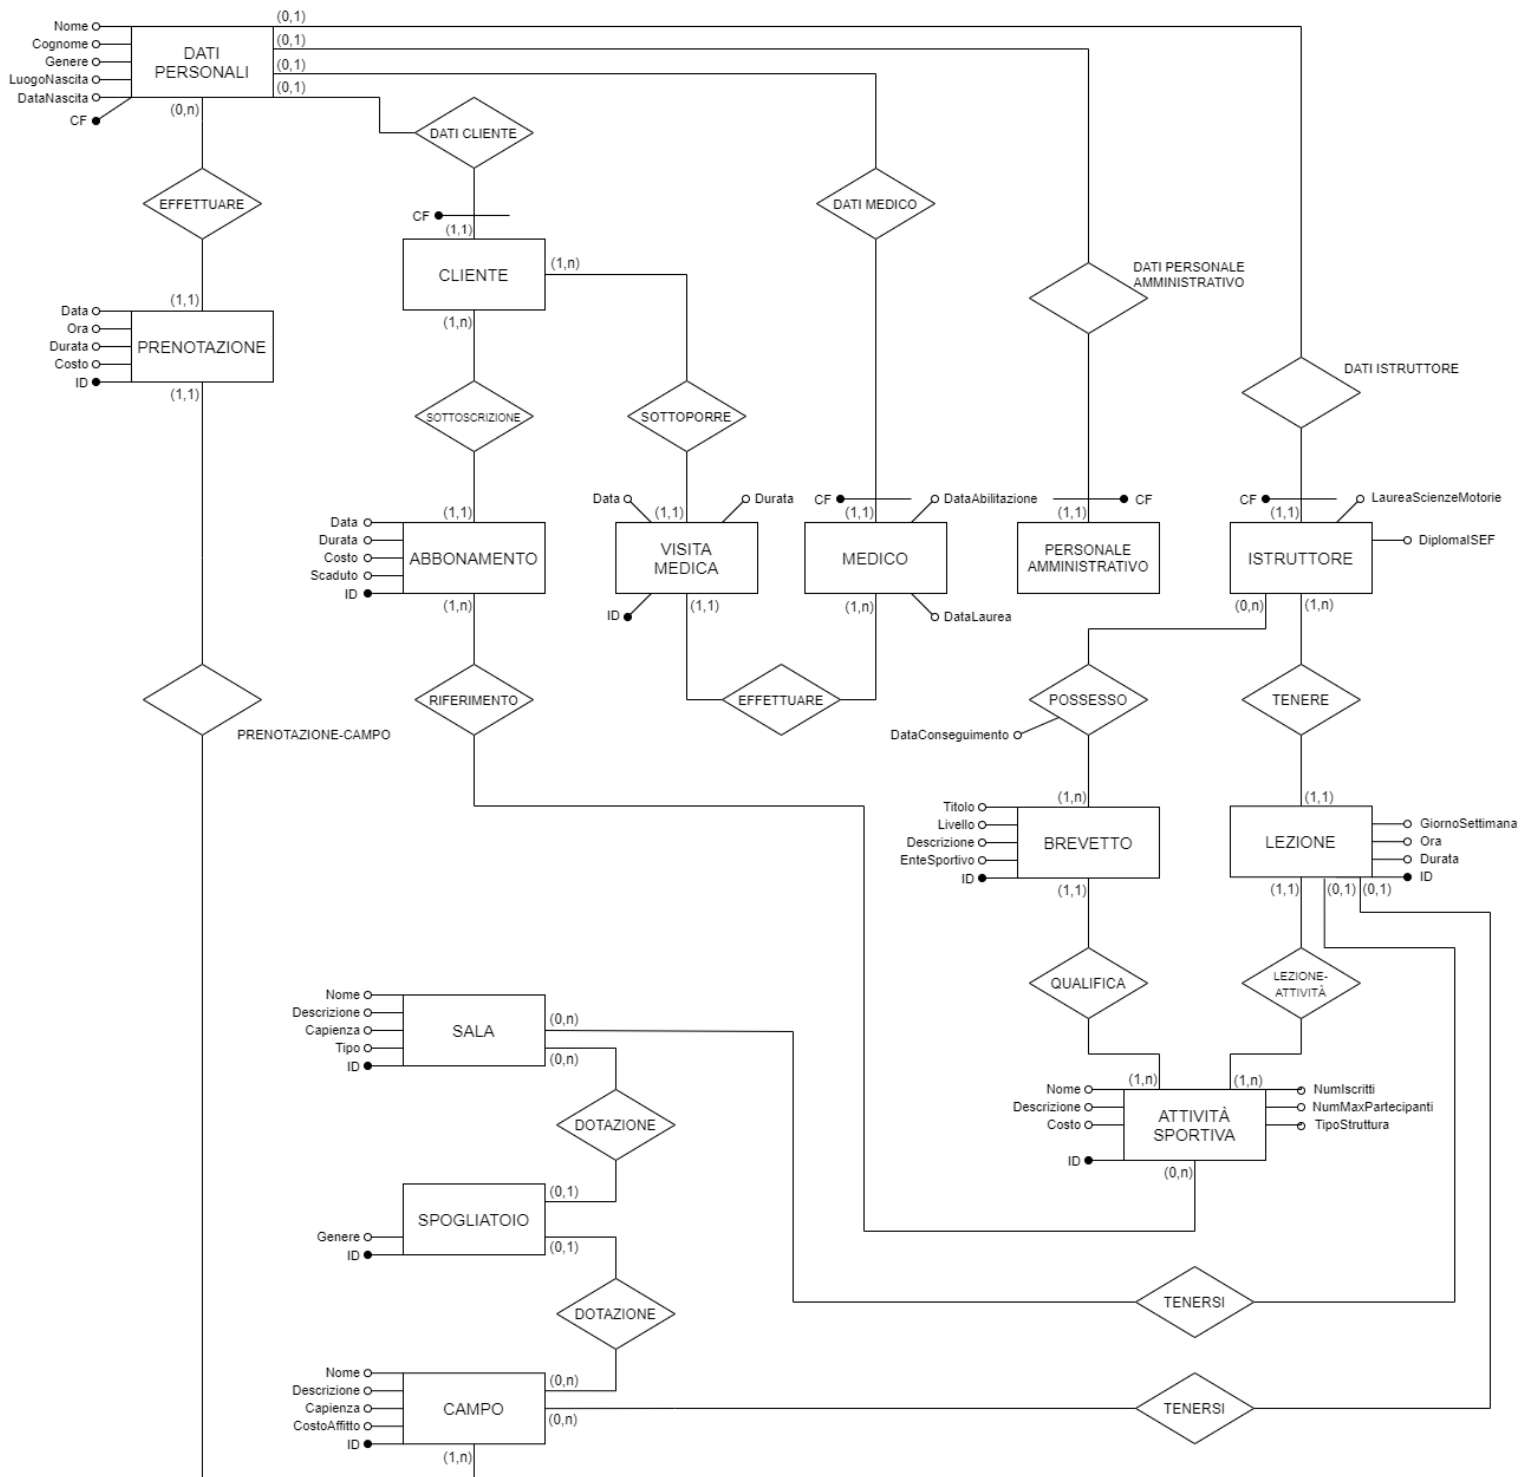 (0,1)
Nome
(0,1)
Cognome
DATI
PERSONALI
Genere
(0,1)
LuogoNascita
(0,1)
DataNascita
(0,n)
CF
DATI CLIENTE
EFFETTUARE
DATI MEDICO
CF
(1,1)
CLIENTE
(1,n)
DATI PERSONALE
AMMINISTRATIVO
(1,1)
Data
Ora
Durata
Costo
ID
PRENOTAZIONE
(1,n)
(1,1)
DATI ISTRUTTORE
SOTTOSCRIZIONE
SOTTOPORRE
Data
Durata
CF
DataAbilitazione
CF
CF
LaureaScienzeMotorie
(1,1)
(1,1)
(1,1)
(1,1)
(1,1)
Data
Durata
Costo
Scaduto
ID
ABBONAMENTO
VISITA
MEDICA
MEDICO
PERSONALE
AMMINISTRATIVO
ISTRUTTORE
DiplomaISEF
(1,n)
(1,1)
(1,n)
(0,n)
(1,n)
ID
DataLaurea
RIFERIMENTO
EFFETTUARE
POSSESSO
TENERE
PRENOTAZIONE-CAMPO
DataConseguimento
(1,n)
(1,1)
Titolo
Livello
Descrizione
EnteSportivo
ID
BREVETTO
LEZIONE
GiornoSettimana
Ora
Durata
ID
(1,1)
(1,1)
(0,1)
(0,1)
QUALIFICA
LEZIONE-
ATTIVITÀ
Nome
Descrizione
Capienza
Tipo
ID
SALA
(0,n)
(0,n)
(1,n)
(1,n)
Nome
Descrizione
Costo
ID
ATTIVITÀ
SPORTIVA
NumIscritti
NumMaxPartecipanti
TipoStruttura
DOTAZIONE
(0,n)
(0,1)
SPOGLIATOIO
Genere
ID
(0,1)
TENERSI
DOTAZIONE
Nome
Descrizione
Capienza
CostoAffitto
ID
CAMPO
(0,n)
(0,n)
TENERSI
(1,n)